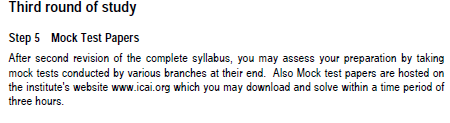 Third round of study
Step 5 Mock Test Papers
After second revision of the complete syllabus, you may assess your preparation by taking
mock tests conducted by various branches at their end. Also Mock test papers are hosted on
the institute's website www.icai.org which you may download and solve within a time period of
three hours.